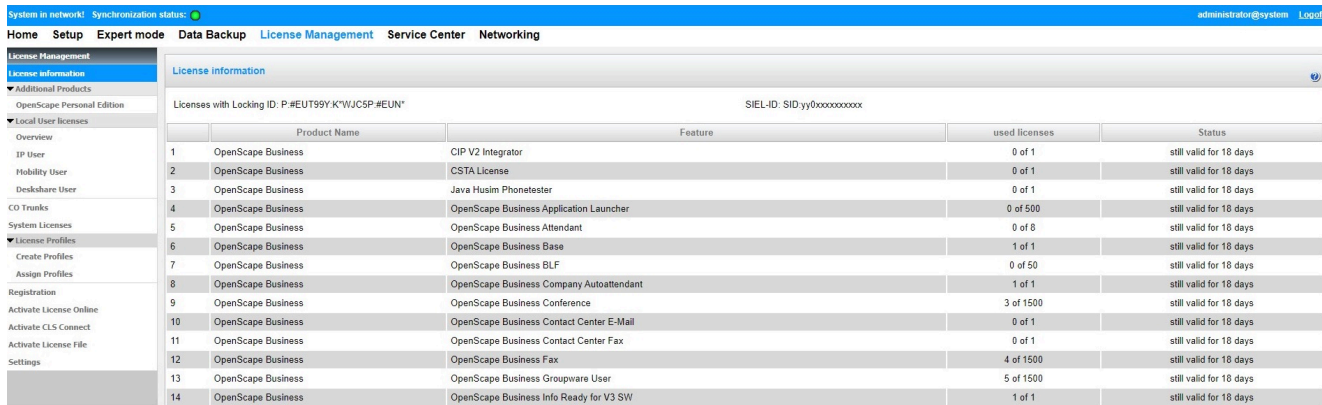 System in network! Synchronization status:
administrator@system Logof
Home Setup Expert mode Data Backup License Management Service Center Networking
License Management
License information
Additional Products
OpenScape Personal Edition
Local User licenses
Overview
IP User
Mobility User
Deskshare User
CO Trunks
System Licenses
License Profiles
Create Profiles
Assign Profiles
Registration
Activate License Online
Activate CLS Connect
Activate License File
Settings
License information
Licenses with Locking ID: P:#EUT99Y:K*WJC5P:#EUN* SIEL-ID: SID:yy0xxxxxxxxxx
Product Name Feature used licenses Status
1 OpenScape Business CIP V2 Integrator 0 of 1 still valid for 18 days
2 OpenScape Business CSTA License 0 of 1 still valid for 18 days
3 OpenScape Business Java Husim Phonetester 0 of 1 still valid for 18 days
4 OpenScape Business OpenScape Business Application Launcher 0 of 500 still valid for 18 days
5 OpenScape Business OpenScape Business Attendant 0 of 8 still valid for 18 days
6 OpenScape Business OpenScape Business Base 1 of 1 still valid for 18 days
7 OpenScape Business OpenScape Business BLF 0 of 50 still valid for 18 days
8 OpenScape Business OpenScape Business Company Autoattendant 1 of 1 still valid for 18 days
9 OpenScape Business OpenScape Business Conference 3 of 1500 still valid for 18 days
10 OpenScape Business OpenScape Business Contact Center E-Mail 0 of 1 still valid for 18 days
11 OpenScape Business OpenScape Business Contact Center Fax 0 of 1 still valid for 18 days
12 OpenScape Business OpenScape Business Fax 4 of 1500 still valid for 18 days
13 OpenScape Business OpenScape Business Groupware User 5 of 1500 still valid for 18 days
14 OpenScape Business OpenScape Business Info Ready for V3 SW 1 of 1 still valid for 18 days